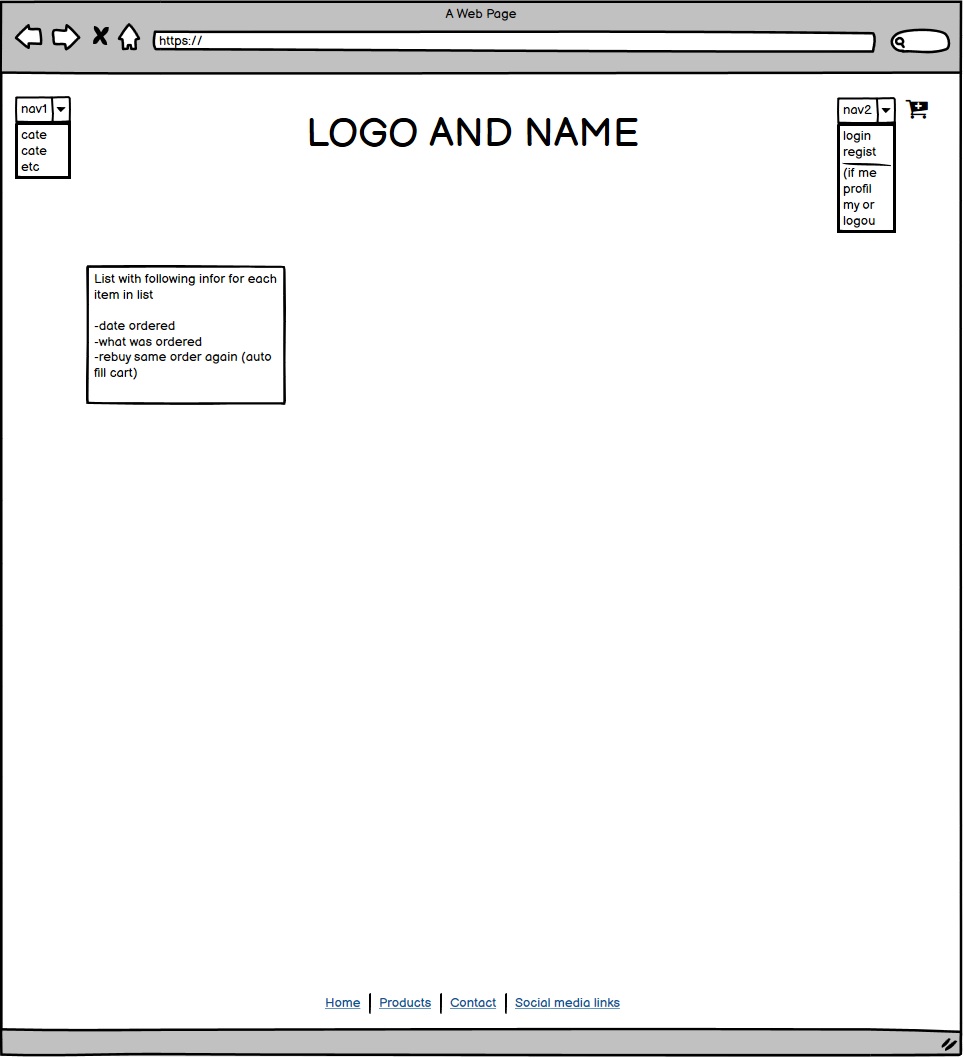 A Web Page
https://
nav1
cate
cate
etc
LOGO AND NAME
nav2
login
regist
(if me
profil
my or
logou
List with following infor for each
item in list
-date ordered
-what was ordered
-rebuy same order again (auto
fill cart)
Home
Products
Contact
Social media links